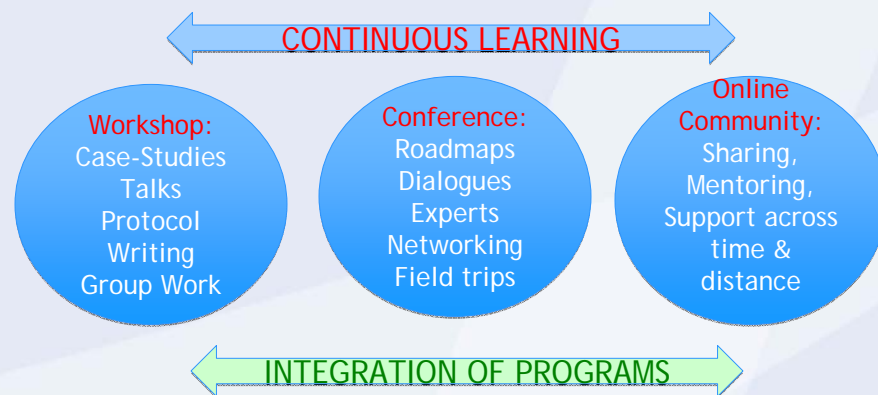 CONTINUOUS LEARNING
Workshop:
Case-Studies
Talks
Protocol
Writing
Group Work
Conference:
Roadmaps
Dialogues
Experts
Networking
Field trips
Online
Community:
Sharing,
Mentoring,
Support across
time &
distance
INTEGRATION OF PROGRAMS